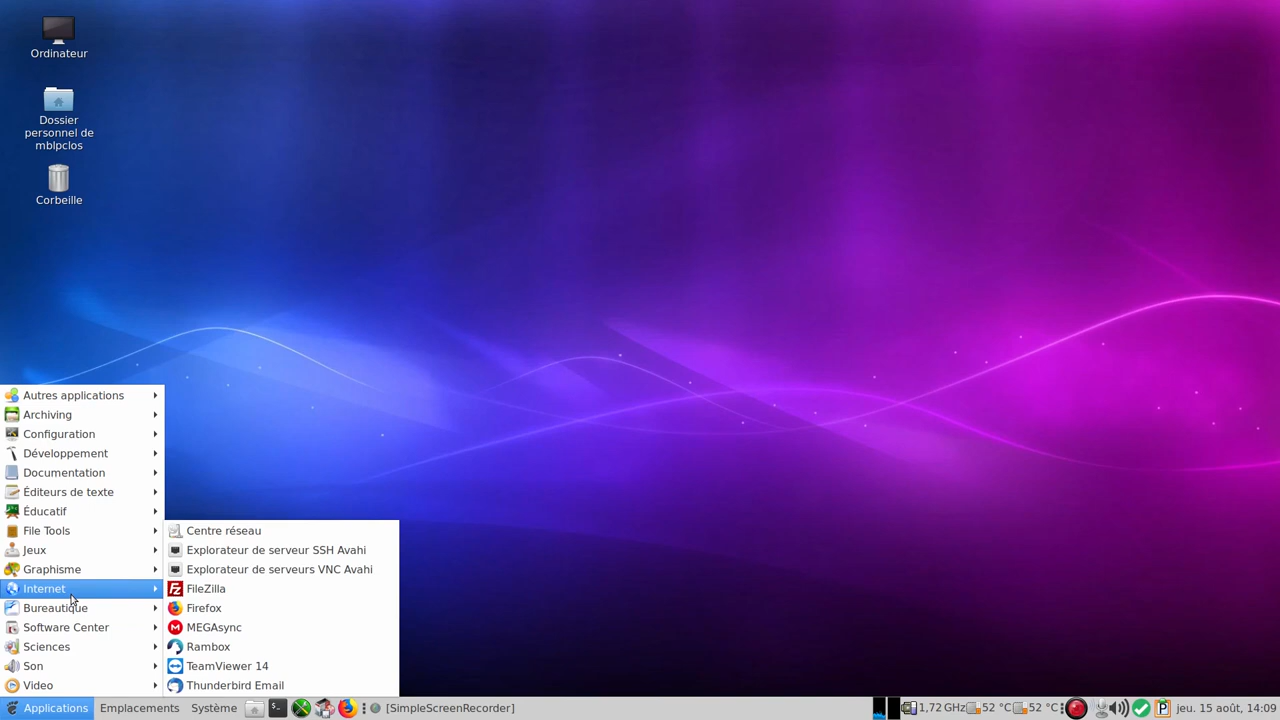 Ordinateur
Dossier
personnel de
mblpclos
Corbeille
Autres applications
Archiving
Configuration
Développement
Documentation
Éditeurs de texte
Éducatif
File Tools
Jeux
Graphisme
Internet
Bureautique
Software Center
Sciences
Son
Video
Centre réseau
Explorateur de serveur SSH Avahi
Explorateur de serveurs VNC Avahi
FileZilla
Firefox
MEGAsync
Rambox
TeamViewer 14
Thunderbird Email
Applications Emplacements Système [SimpleScreenRecorder] 1,72 GHz 52 °C 52 °C jeu. 15 août, 14:09